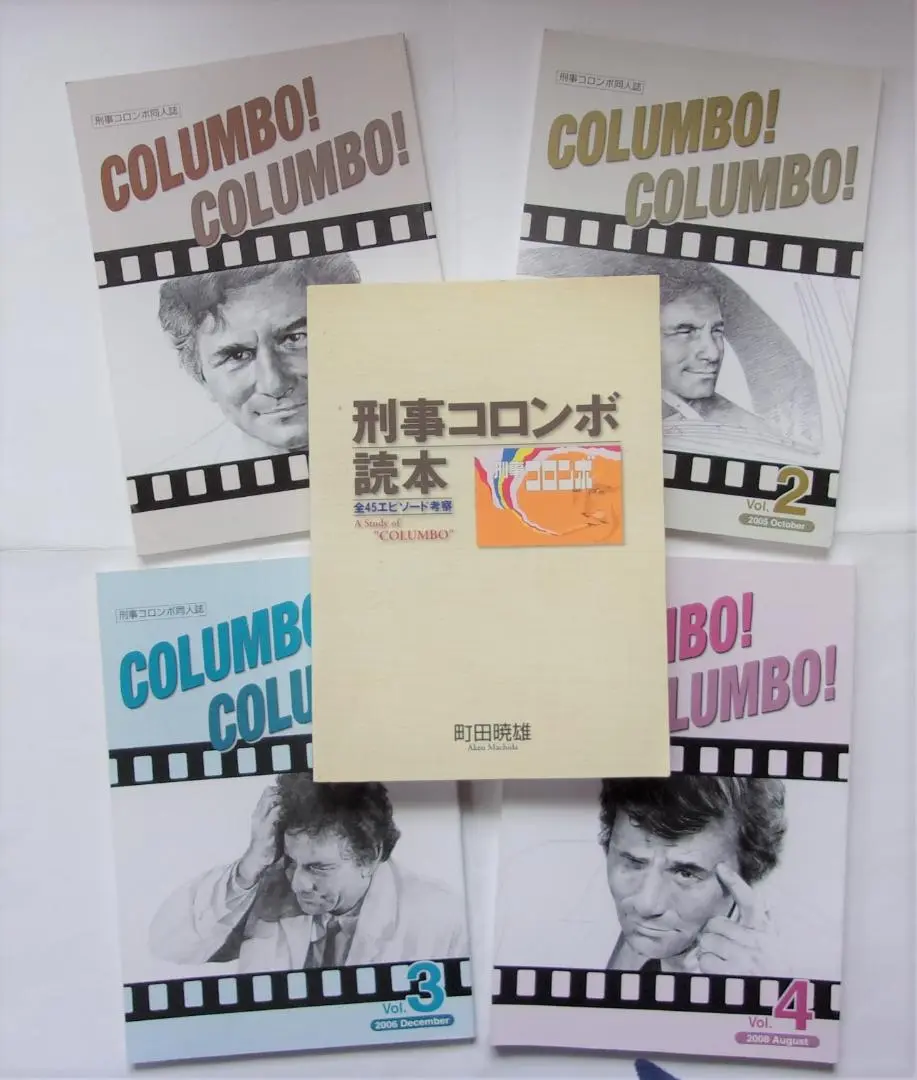 刑事コロンボ同人誌
COLUMBO!
COLUMBO!
刑事コロンボ同人誌
COLUMBO!
COLUMBO!
Vol. 2
2005 October
刑事コロンボ
読本
全45エピソード考察
A Study of
"COLUMBO"
刑事
コロンボ
町田暁雄
Akeo Machida
刑事コロンボ同人誌
COLUMBO
COLU
Vol. 3
2006 December
MBO!
LUMBO!
Vol. 4
2008 August